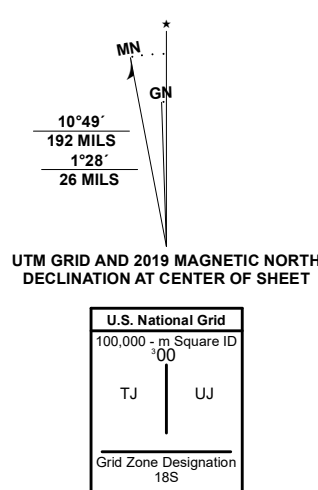 ★
MN
GN
10°49´
192 MILS
1°28´
26 MILS
UTM GRID AND 2019 MAGNETIC NORTH
DECLINATION AT CENTER OF SHEET
U.S. National Grid
100,000 - m Square ID
³00
TJ UJ
Grid Zone Designation
18S